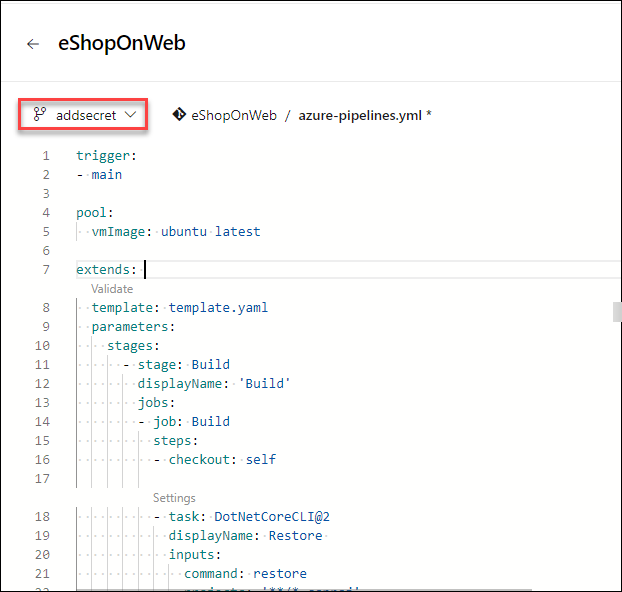 eShopOnWeb
addsecret eShopOnWeb / azure-pipelines.yml *
1 trigger:
2 - main
3
4 pool:
5 vmImage: ubuntu latest
6
7 extends:
Validate
8 template: template.yaml
9 parameters:
10 stages:
11 - stage: Build
12 displayName: 'Build'
13 jobs:
14 - job: Build
15 steps:
16 - checkout: self
17
Settings
18 - task: DotNetCoreCLI@2
19 displayName: Restore
20 inputs:
21 command: restore